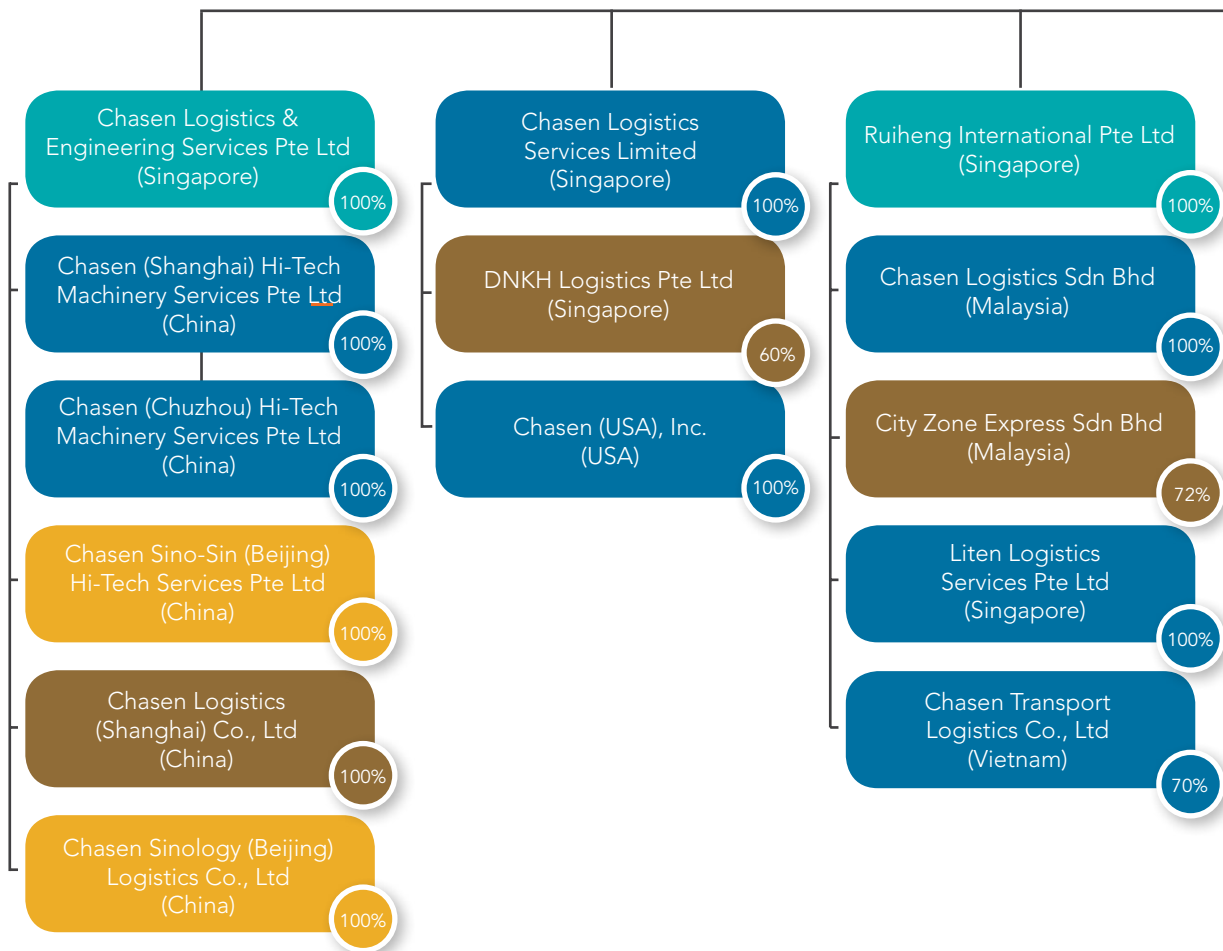 Chasen Logistics &
Engineering Services Pte Ltd
(Singapore)
100%
Chasen (Shanghai) Hi-Tech
Machinery Services Pte Ltd
(China)
100%
Chasen (Chuzhou) Hi-Tech
Machinery Services Pte Ltd
(China)
100%
Chasen Sino-Sin (Beijing)
Hi-Tech Services Pte Ltd
(China)
100%
Chasen Logistics
(Shanghai) Co., Ltd
(China)
100%
Chasen Sinology (Beijing)
Logistics Co., Ltd
(China)
100%
Chasen Logistics
Services Limited
(Singapore)
100%
DNKH Logistics Pte Ltd
(Singapore)
60%
Chasen (USA), Inc.
(USA)
100%
Ruiheng International Pte Ltd
(Singapore)
100%
Chasen Logistics Sdn Bhd
(Malaysia)
100%
City Zone Express Sdn Bhd
(Malaysia)
72%
Liten Logistics
Services Pte Ltd
(Singapore)
100%
Chasen Transport
Logistics Co., Ltd
(Vietnam)
70%